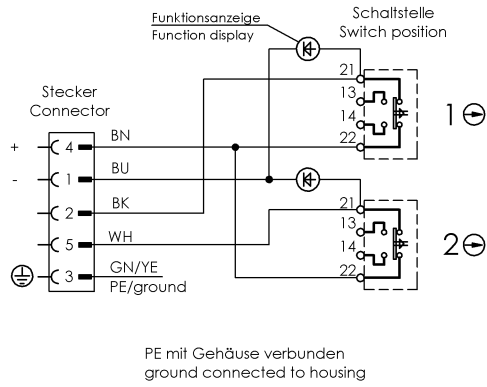 Funktionsanzeige
Function display
Schaltstelle
Switch position
Stecker
Connector
21
13
14
22
1
+ 4 BN
- 1 BU
2 BK
5 WH
3 GN/YE
PE/ground
21
13
14
22
2
PE mit Gehäuse verbunden
ground connected to housing